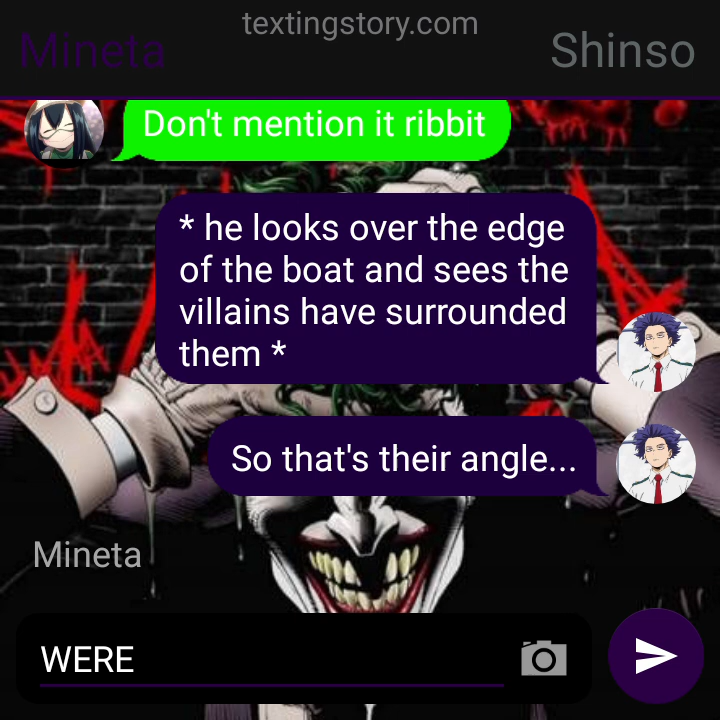 textingstory.com
Mineta
Shinso
Don't mention it ribbit
* he looks over the edge
of the boat and sees the
villains have surrounded
them *
So that's their angle...
Mineta
WERE